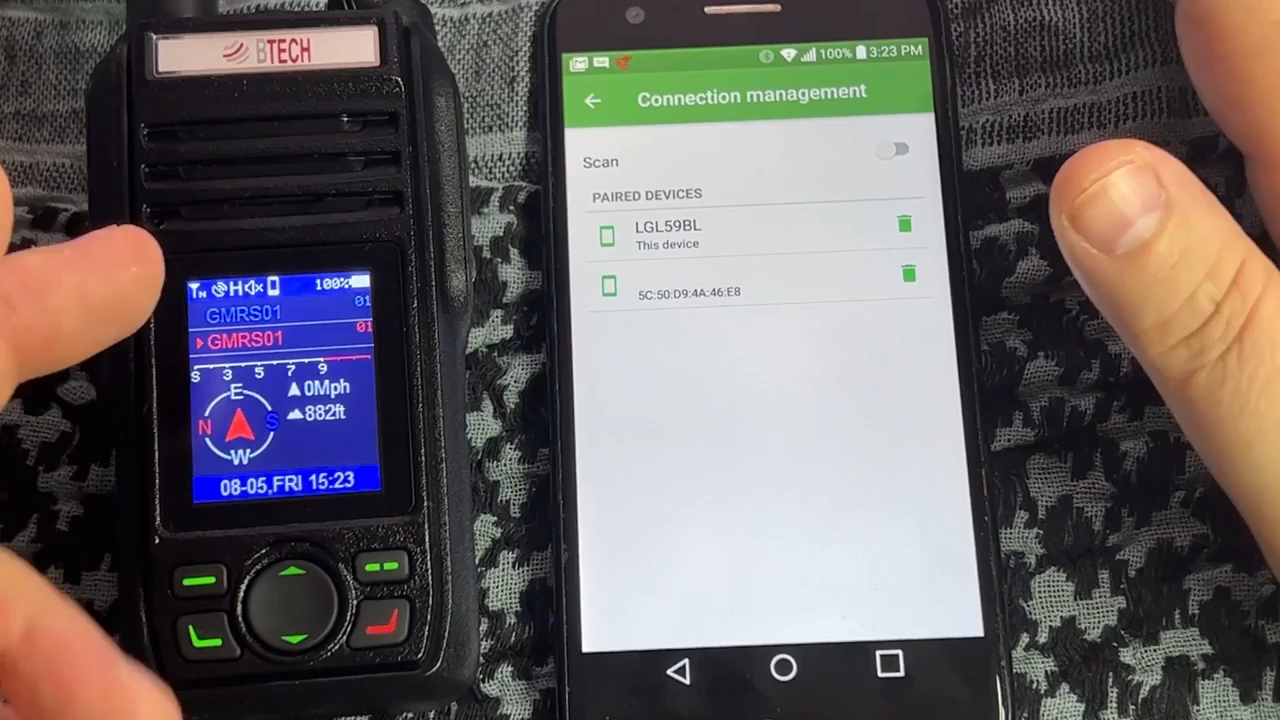 BTECH
TN H 100%
GMRS01 01
GMRS01 01
S 3 5 7 9
E
N S
W
0Mph
882ft
08-05,FRI 15:23
100% 3:23 PM
Connection management
Scan
PAIRED DEVICES
LGL59BL
This device
5C:50:D9:4A:46:E8